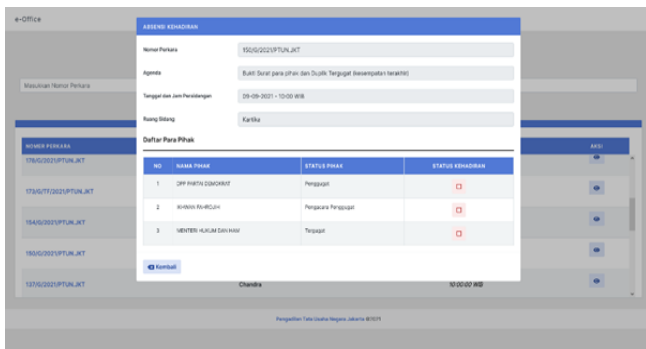 e-Office
ABSENSI KEHADIRAN
Nomor Perkara
150/G/2021/PTUN.JKT
Agenda
Bukti Surat para pihak dan Duplik Tergugat (kesempatan terakhir)
Masukkan Nomor Perkara
Tanggal dan Jam Persidangan
09-09-2021 - 10:00 WIB
Ruang Sidang
Kartika
Daftar Para Pihak
NOMOR PERKARA
AKSI
NO NAMA PIHAK STATUS PIHAK STATUS KEHADIRAN
178/G/2021/PTUN.JKT
1 DPP PARTAI DEMOKRAT Penggugat
173/G/TF/2021/PTUN.JKT
2 Pengacara Penggugat
154/G/2021/PTUN.JKT
3 MENTERI HUKUM DAN HAM Tergugat
150/G/2021/PTUN.JKT
Kembali
137/G/2021/PTUN.JKT Chandra 10:00:00 WIB
Pengadilan Tata Usaha Negara Jakarta ©2021